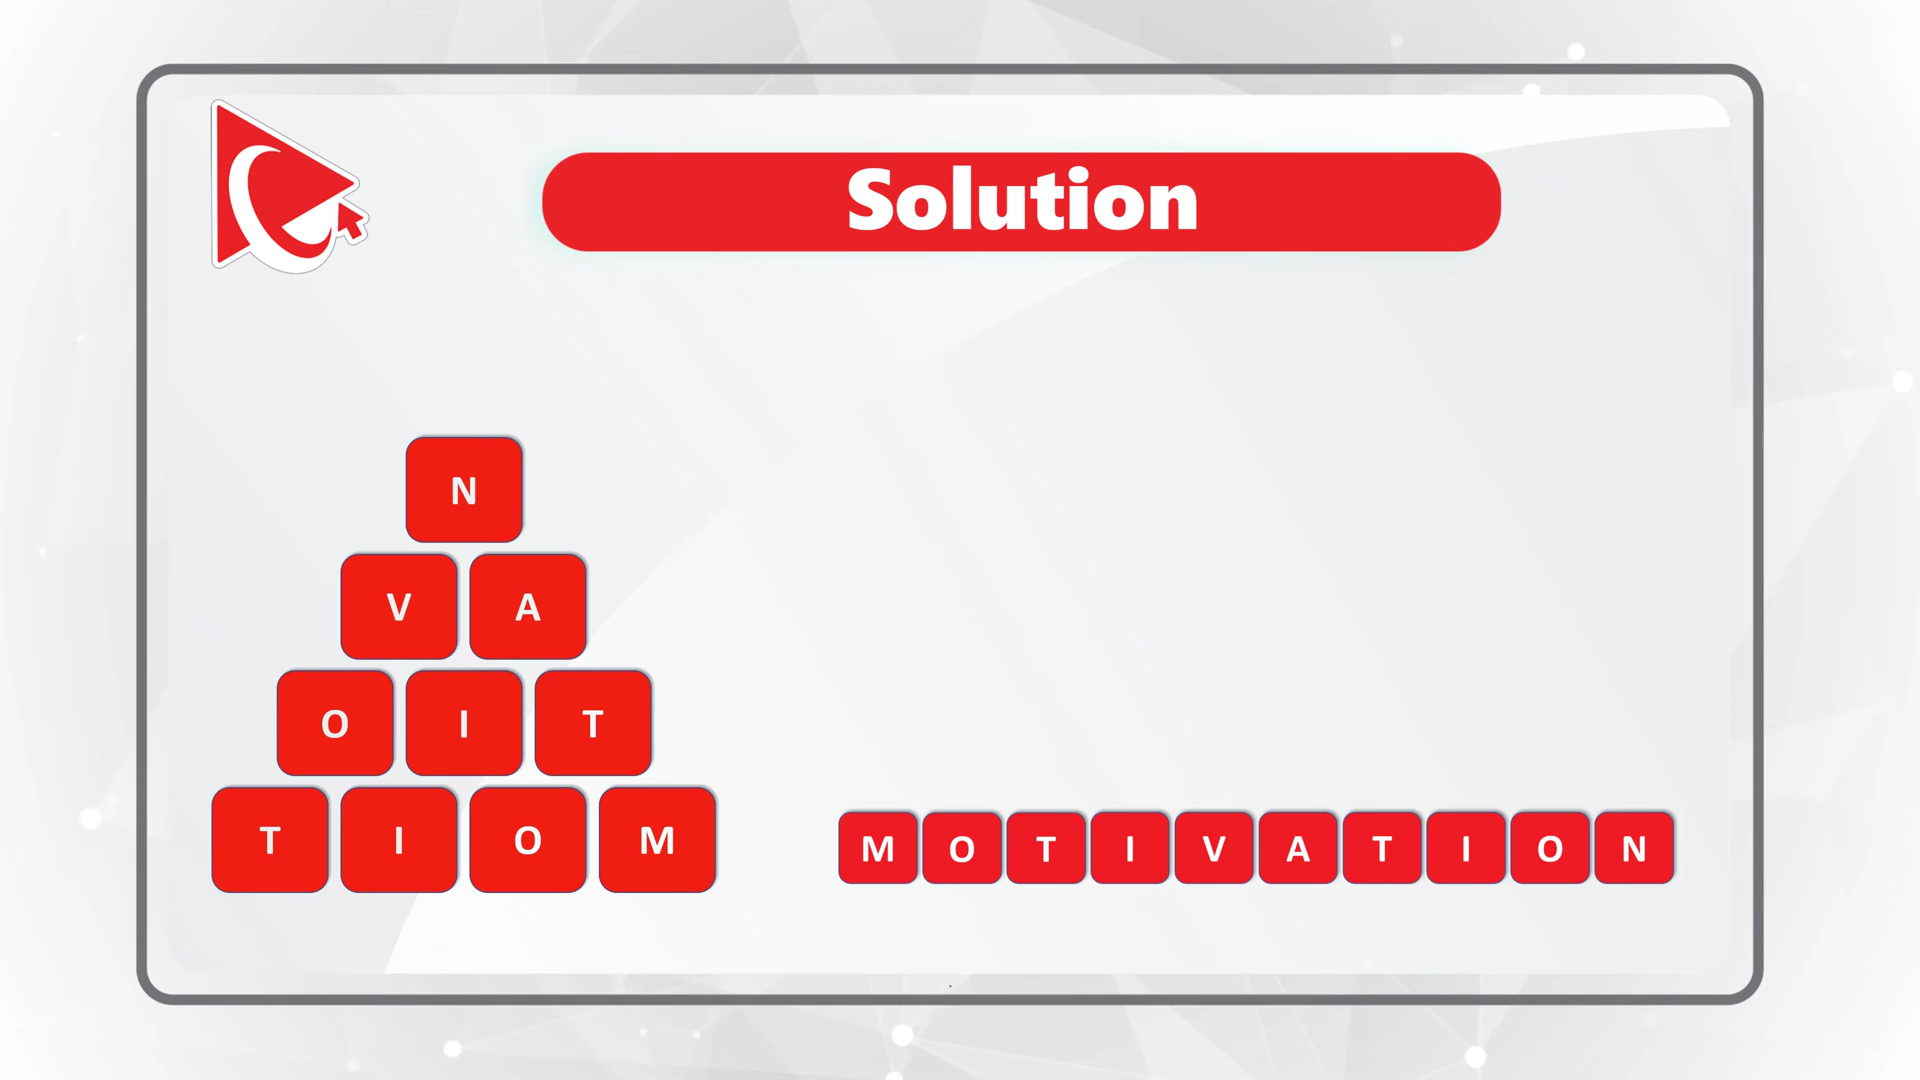 Solution
N
V A
O I T
T I O M
M O T I V A T I O N